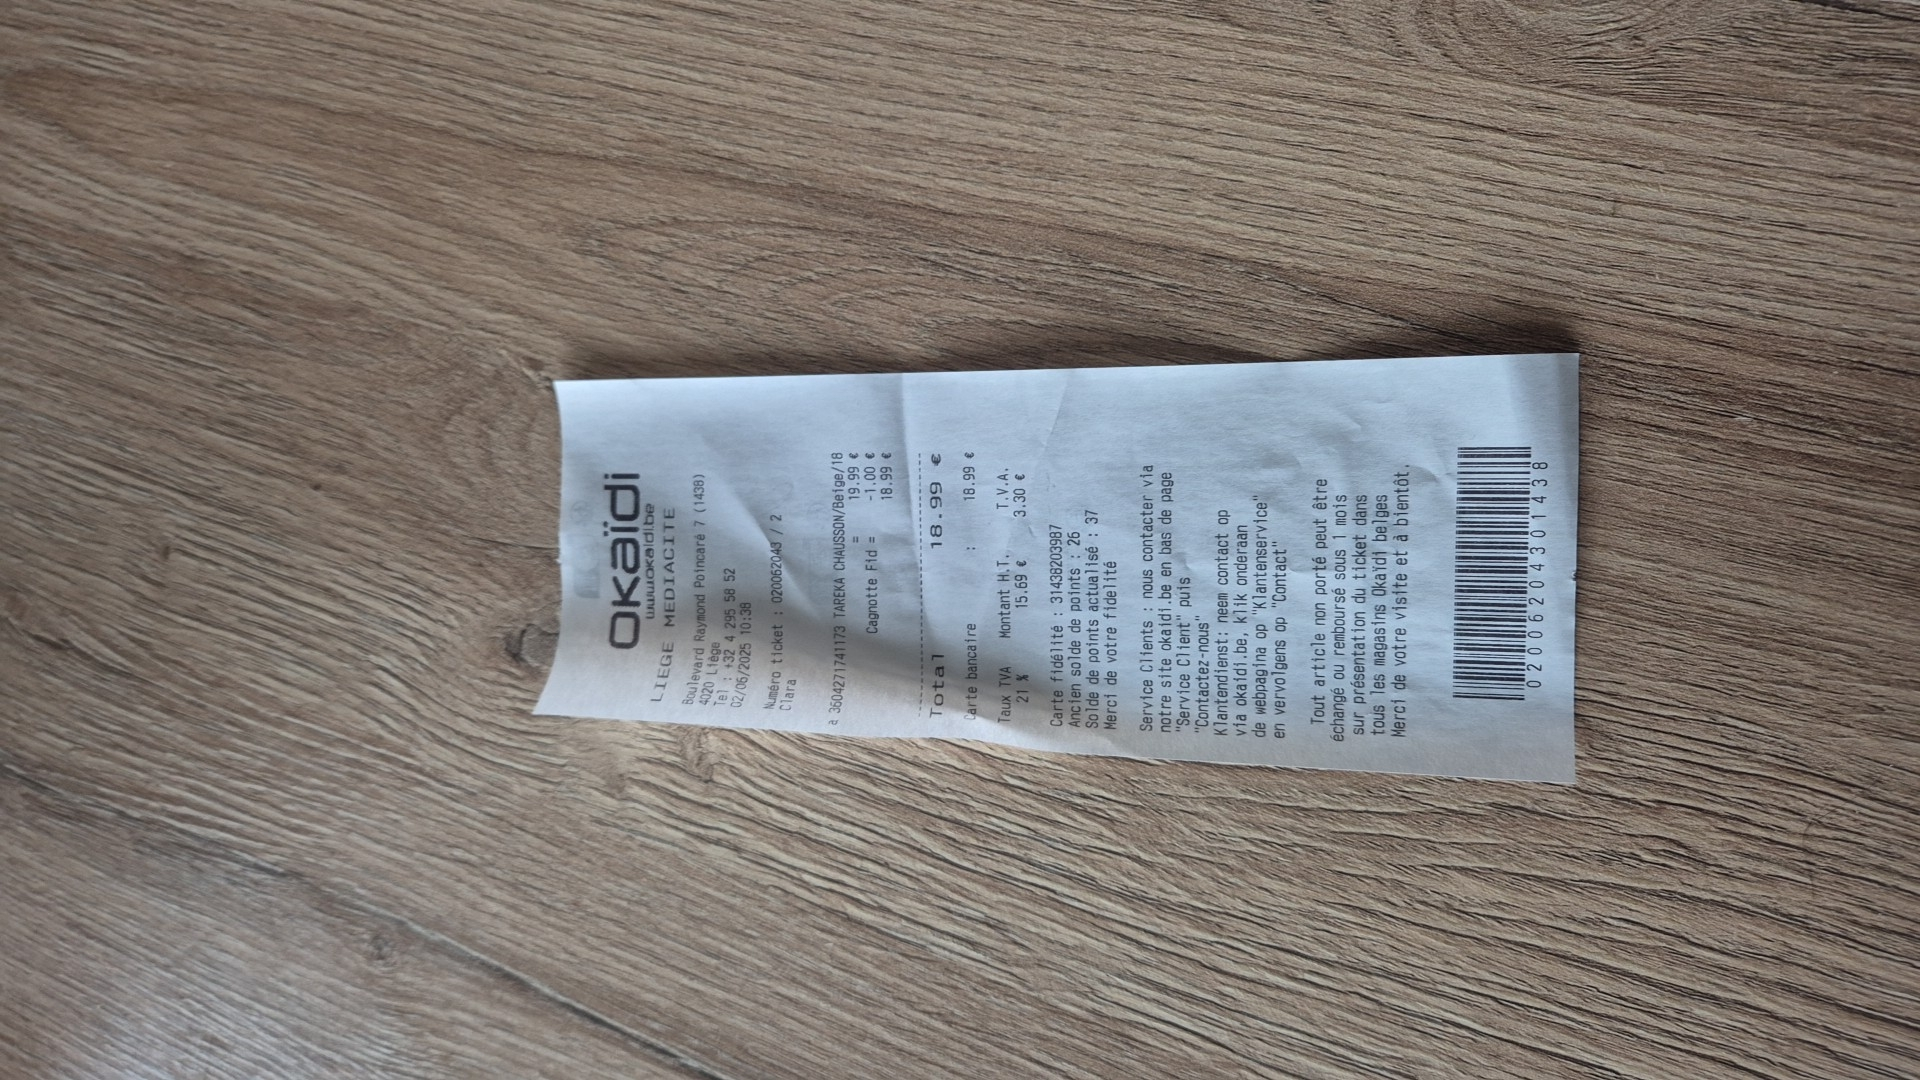 OKaïdi
www.okaidi.be
LIEGE MEDIACITE
Boulevard Raymond Poincaré 7 (1438)
4020 Liège
Tel : +32 4 295 58 52
02/06/2025 10:38
Numéro ticket : 020062043 / 2
Clara
a 3604271741173 TAREKA CHAUSSON/Beige/18
= 19.99 €
Cagnotte Fid = -1.00 €
= 18.99 €
Total 18.99 €
Carte bancaire : 18.99 €
Taux TVA Montant H.T. T.V.A.
21 % 15.69 € 3.30 €
Carte fidélité : 31438203987
Ancien solde de points : 26
Solde de points actualisé : 37
Merci de votre fidelité
Service Clients : nous contacter via
notre site okaidi.be en bas de page
"Service Client" puis
"Contactez-nous"
Klantendienst: neem contact op
via okaidi.be, klik onderaan
de webpagina op "Klantenservice"
en vervolgens op "Contact"
Tout article non porté peut être
échangé ou remboursé sous 1 mois
sur présentation du ticket dans
tous les magasins OkaÏdi belges
Merci de votre visite et à bientôt.
0200620430 1438